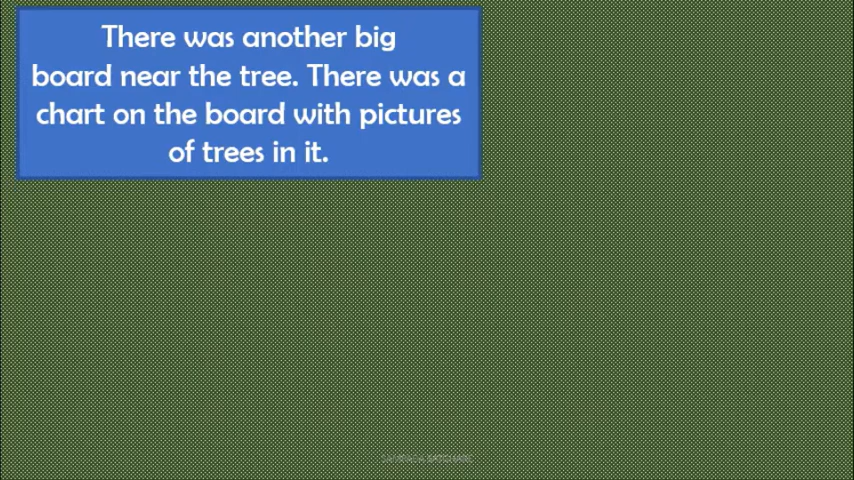 There was another big
board near the tree. There was a
chart on the board with pictures
of trees in it.